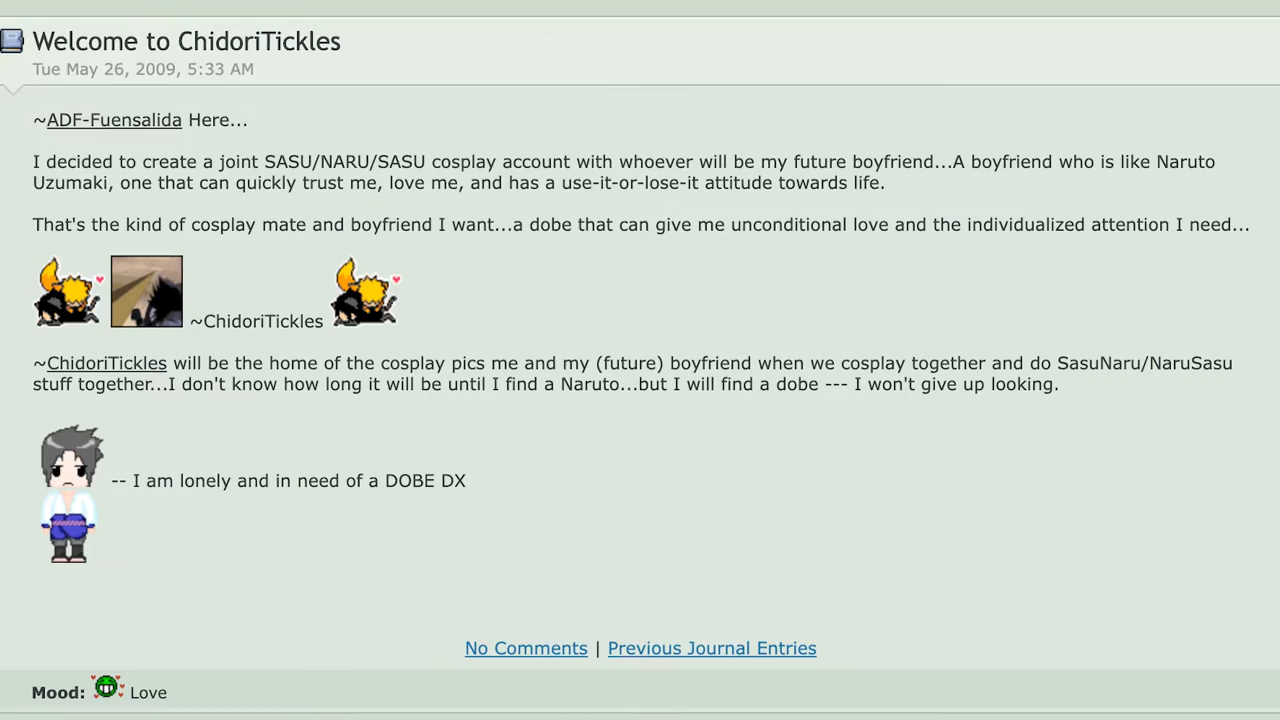 Welcome to ChidoriTickles
Tue May 26, 2009, 5:33 AM
~ADF-Fuensalida Here...
I decided to create a joint SASU/NARU/SASU cosplay account with whoever will be my future boyfriend...A boyfriend who is like Naruto
Uzumaki, one that can quickly trust me, love me, and has a use-it-or-lose-it attitude towards life.
That's the kind of cosplay mate and boyfriend I want...a dobe that can give me unconditional love and the individualized attention I need...
~ChidoriTickles
~ChidoriTickles will be the home of the cosplay pics me and my (future) boyfriend when we cosplay together and do SasuNaru/NaruSasu
stuff together...I don't know how long it will be until I find a Naruto...but I will find a dobe --- I won't give up looking.
-- I am lonely and in need of a DOBE DX
No Comments | Previous Journal Entries
Mood: Love